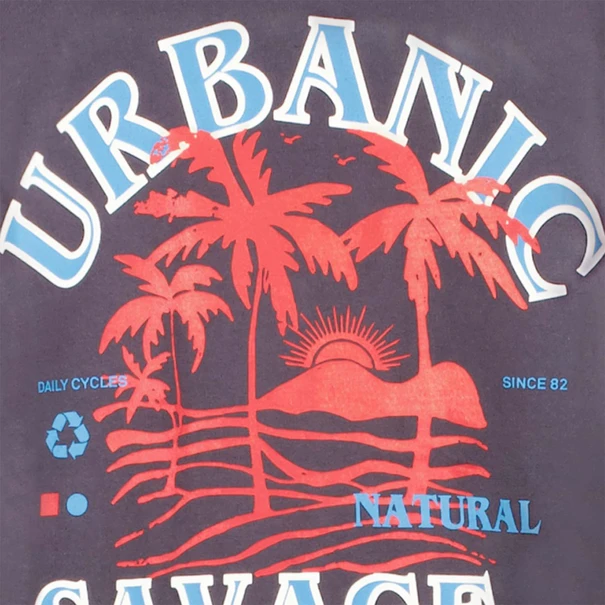 URBANIC
DAILY CYCLES
SINCE 82
NATURAL
SAVAGE